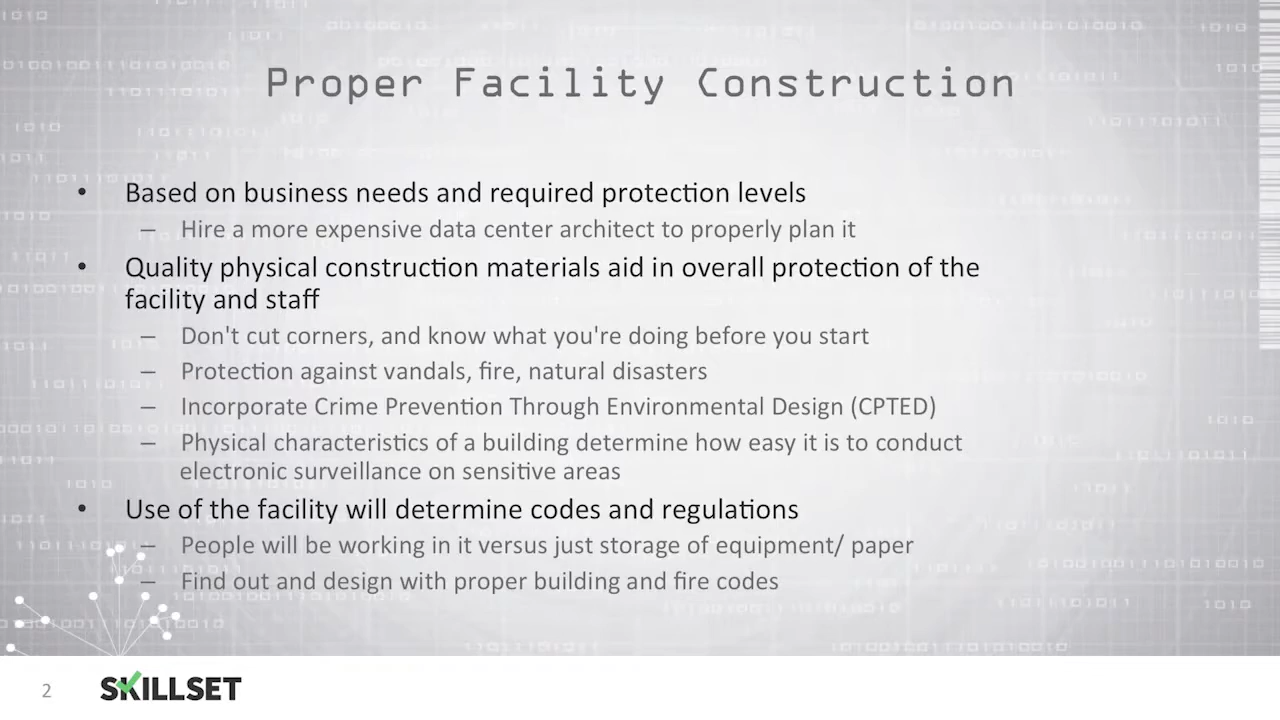 Proper Facility Construction
• Based on business needs and required protection levels
– Hire a more expensive data center architect to properly plan it
• Quality physical construction materials aid in overall protection of the
facility and staff
– Don't cut corners, and know what you're doing before you start
– Protection against vandals, fire, natural disasters
– Incorporate Crime Prevention Through Environmental Design (CPTED)
– Physical characteristics of a building determine how easy it is to conduct
electronic surveillance on sensitive areas
• Use of the facility will determine codes and regulations
– People will be working in it versus just storage of equipment/ paper
– Find out and design with proper building and fire codes
2
SKILLSET